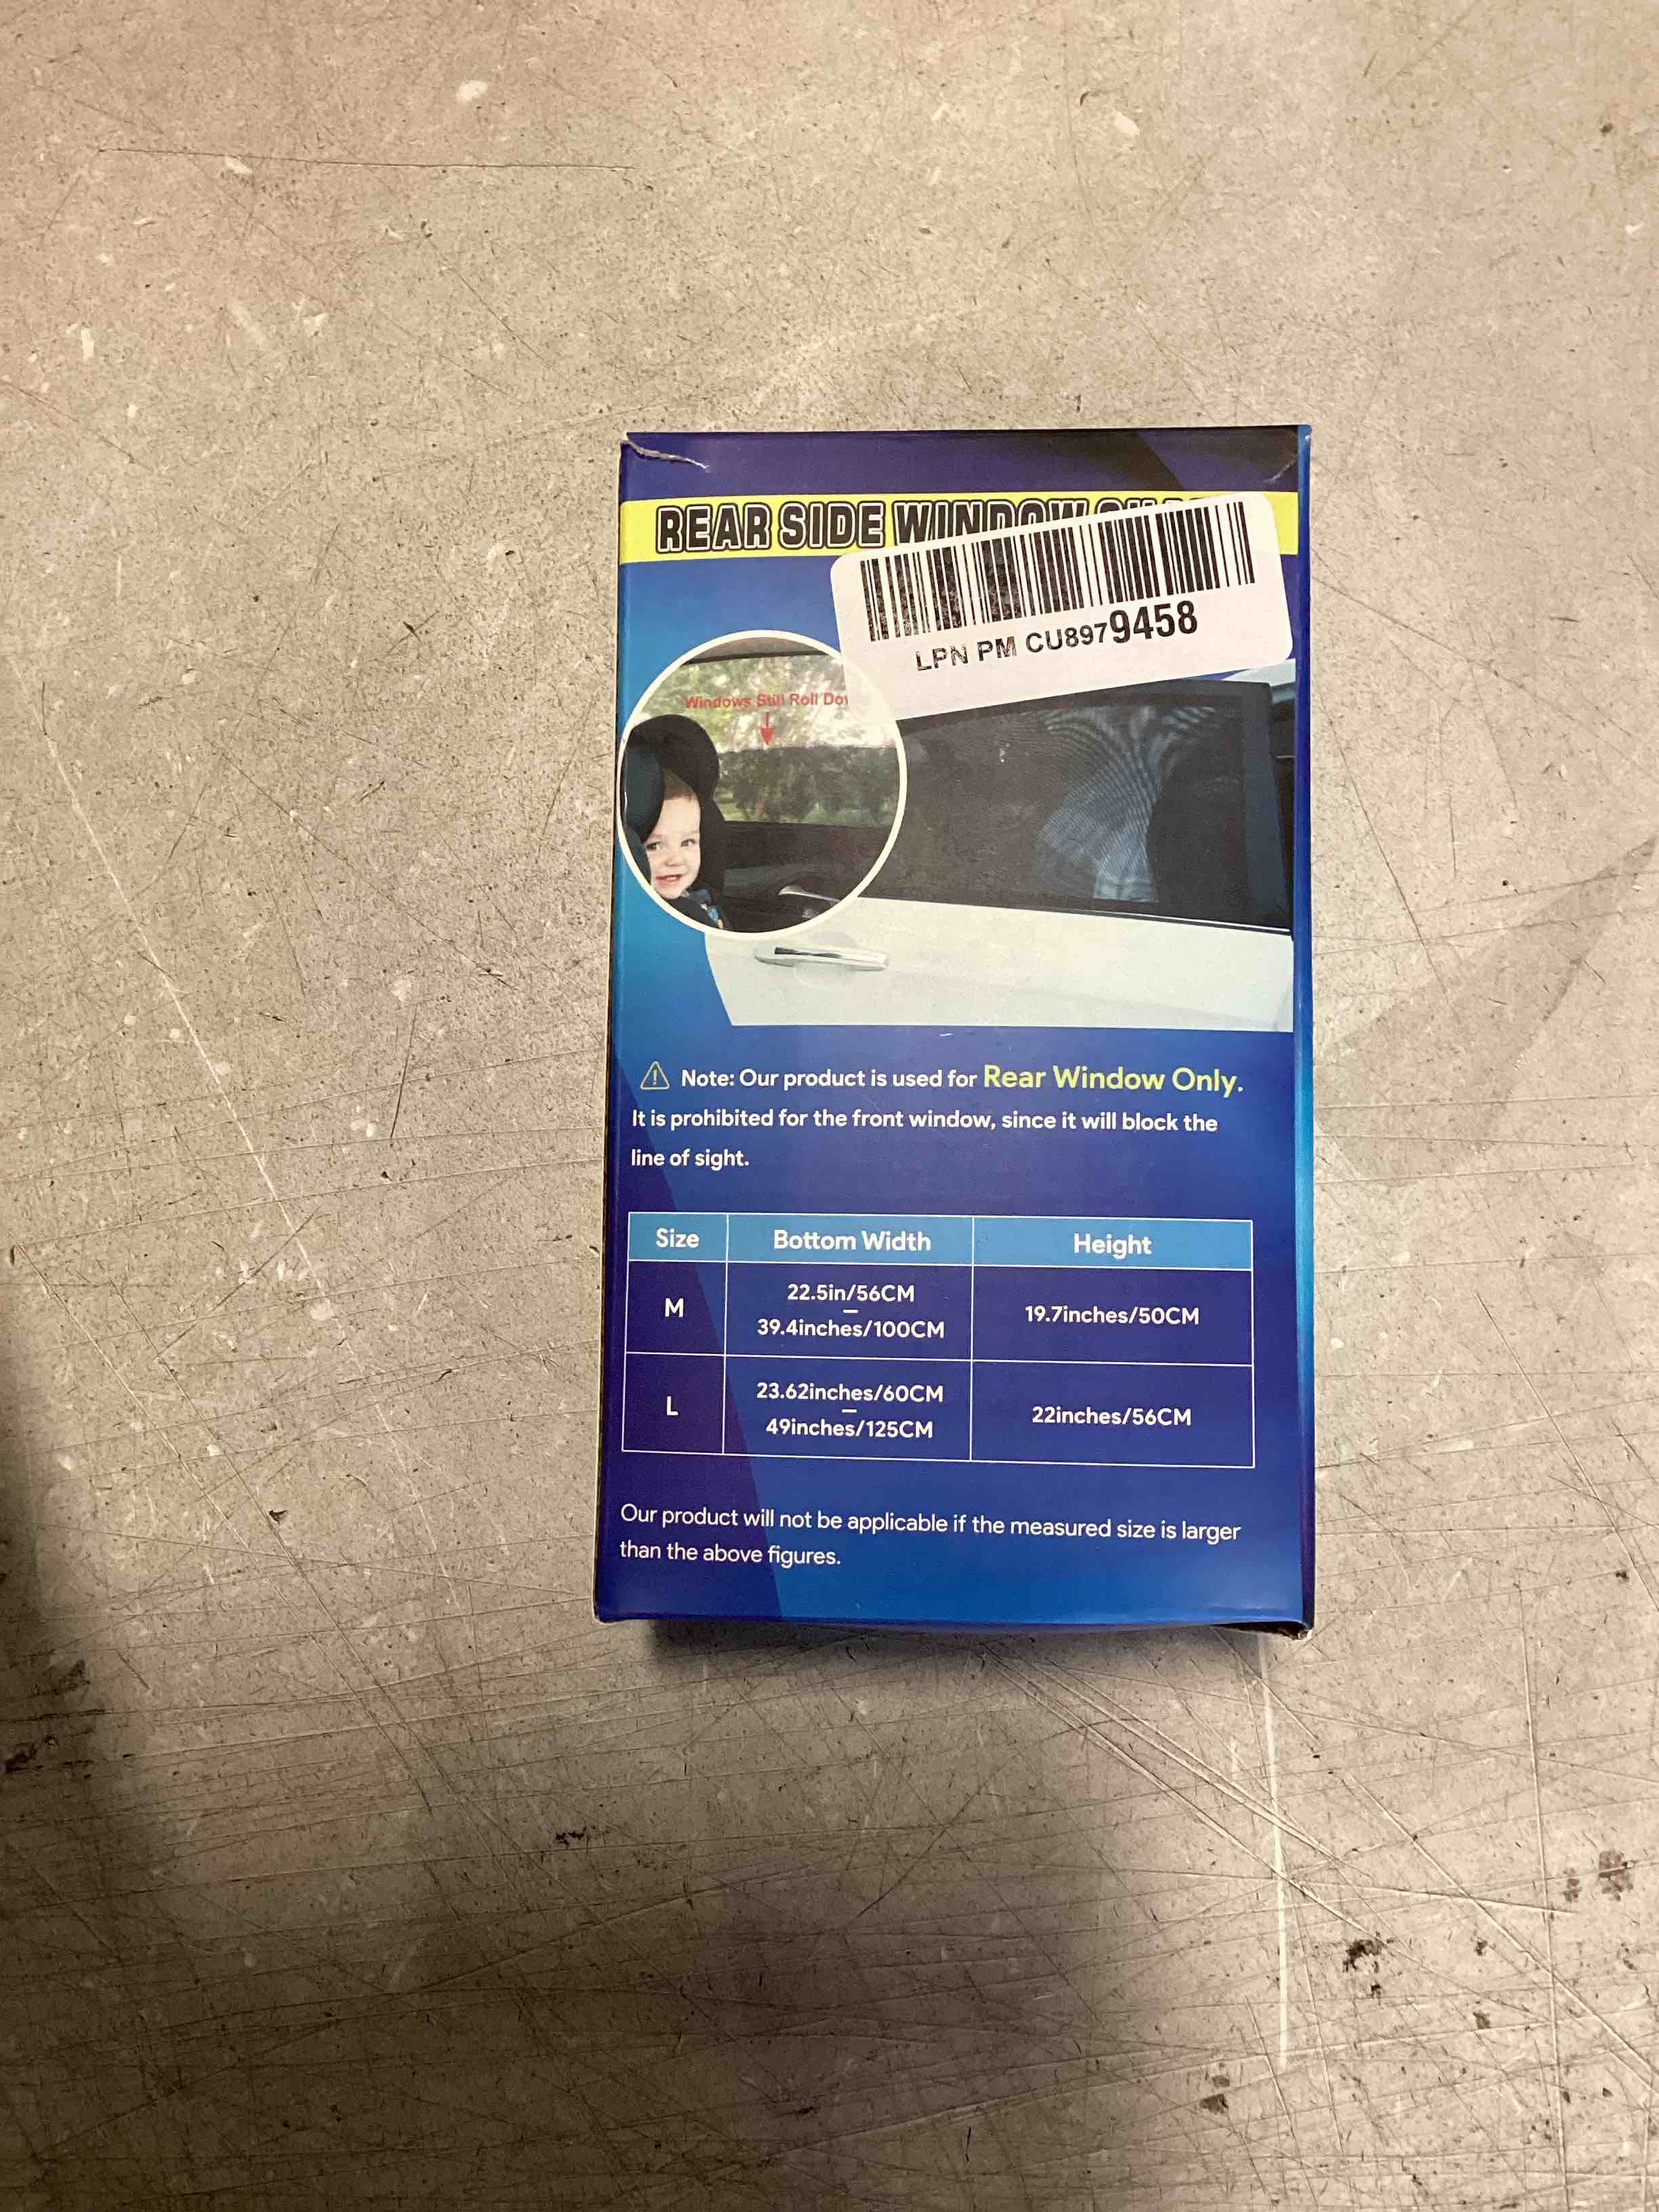 REAR SIDE WINDOW
LPN PM CU8979458
Windows Still Roll
Note: Our product is used for Rear Window Only.
It is prohibited for the front window, since it will block the
line of sight.
Size Bottom Width Height
M 22.5in/56CM – 39.4inches/100CM 19.7inches/50CM
L 23.62inches/60CM – 49inches/125CM 22inches/56CM
Our product will not be applicable if the measured size is larger
than the above figures.